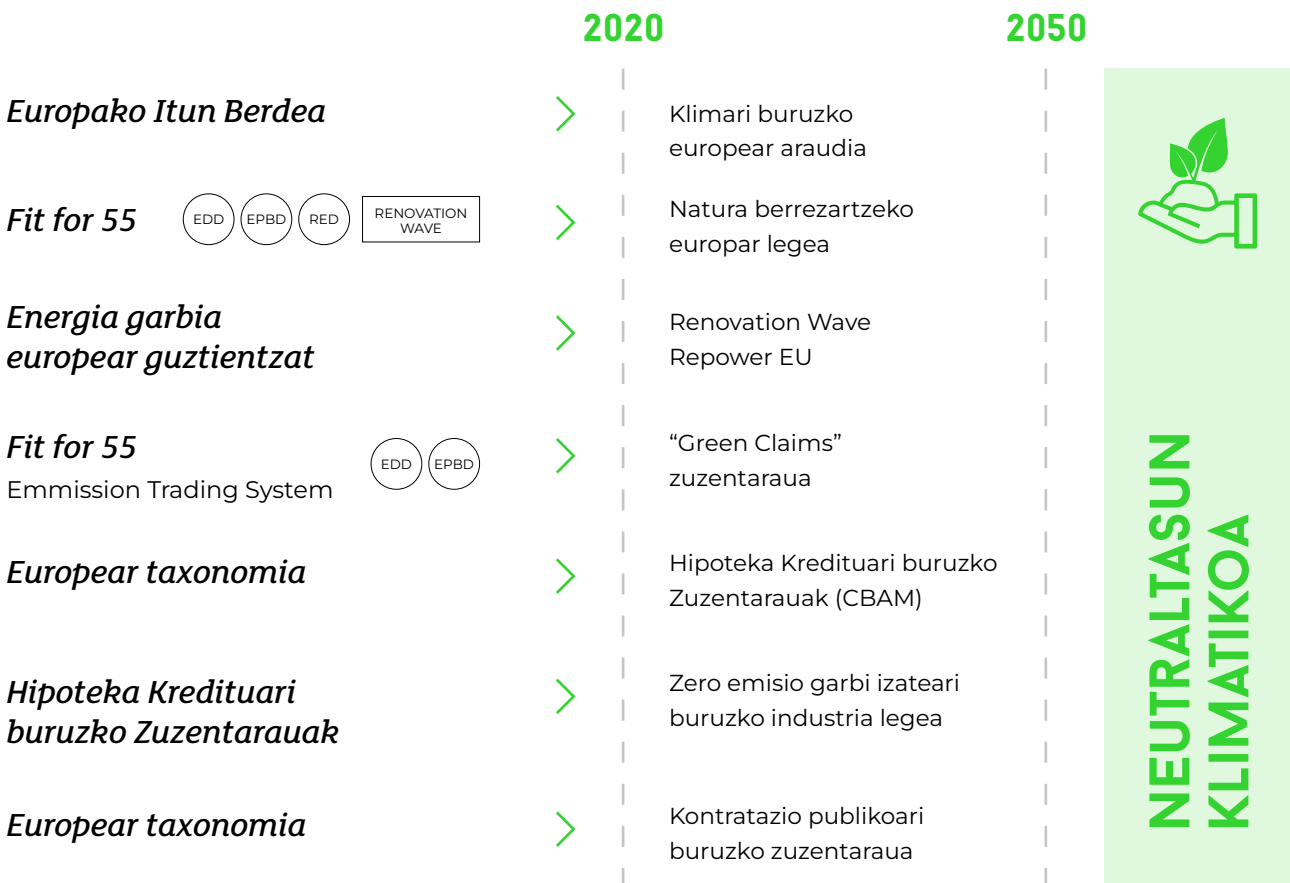 2020
2050
Europako Itun Berdea
Klimari buruzko
europear araudia
Fit for 55
EDD
EPBD
RED
RENOVATION
WAVE
Natura berrezartzeko
europar legea
Energia garbia
europear guztientzat
Renovation Wave
Repower EU
Fit for 55
Emmission Trading System
EDD
EPBD
“Green Claims”
zuzentaraua
Europear taxonomia
Hipoteka Kredituari buruzko
Zuzentarauak (CBAM)
Hipoteka Kredituari
buruzko Zuzentarauak
Zero emisio garbi izateari
buruzko industria legea
Europear taxonomia
Kontratazio publikoari
buruzko zuzentaraua
NEUTRALTASUN
KLIMATIKOA